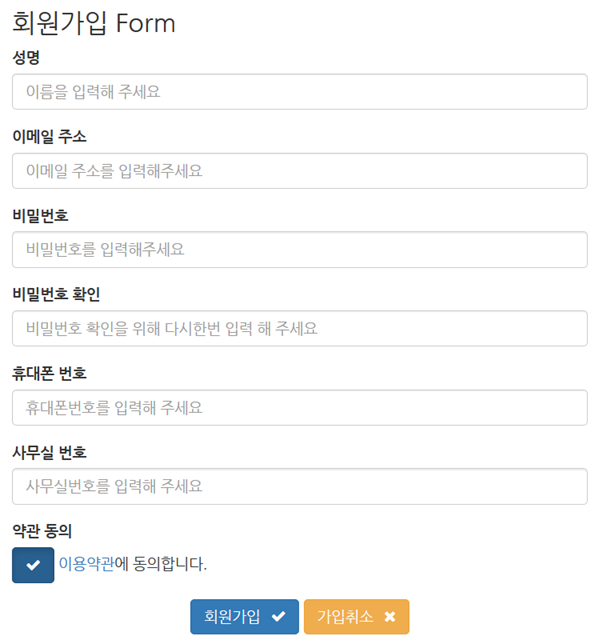 회원가입 Form
성명
이름을 입력해 주세요
이메일 주소
이메일 주소를 입력해주세요
비밀번호
비밀번호를 입력해주세요
비밀번호 확인
비밀번호 확인을 위해 다시한번 입력 해 주세요
휴대폰 번호
휴대폰번호를 입력해 주세요
사무실 번호
사무실번호를 입력해 주세요
약관 동의
이용약관에 동의합니다.
회원가입 가입취소